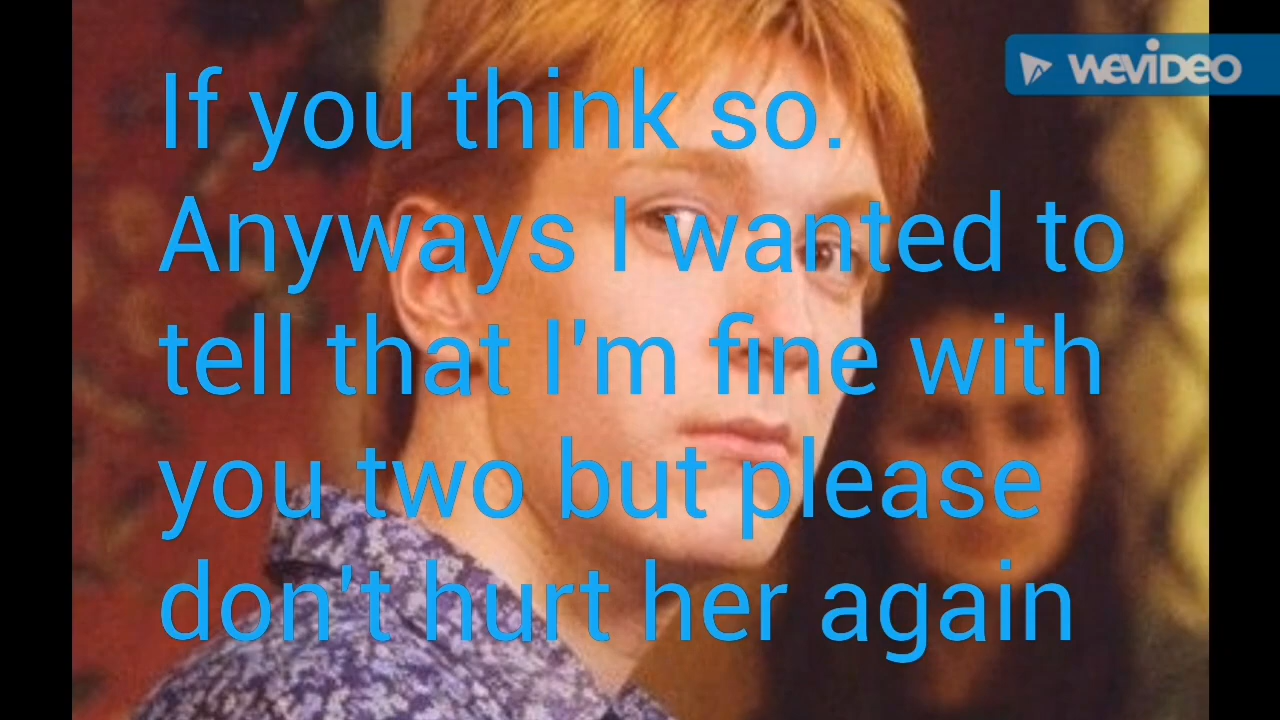 WEVIDEO
If you think so.
Anyways I wanted to
tell that I'm fine with
you two but please
don't hurt her again